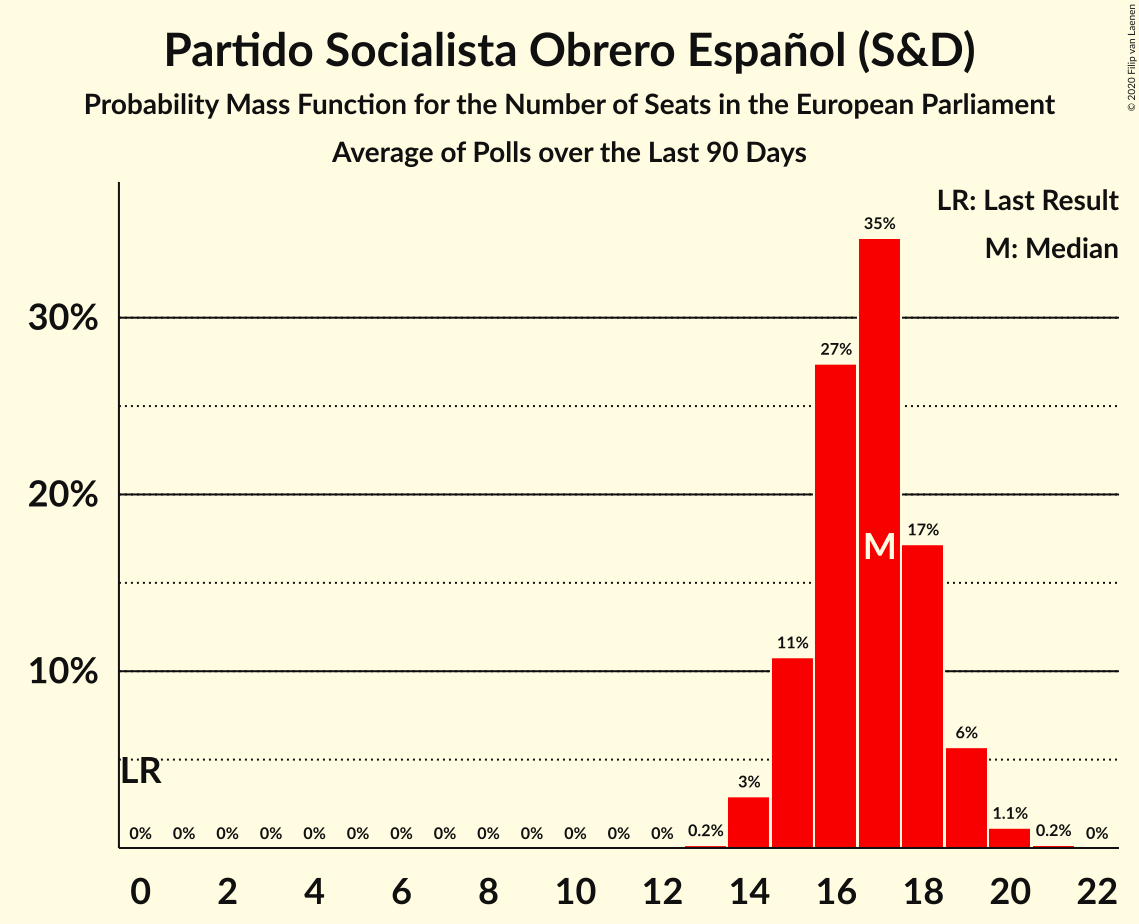 Partido Socialista Obrero Español (S&D)
Probability Mass Function for the Number of Seats in the European Parliament
Average of Polls over the Last 90 Days
© 2020 Filip van Laenen
LR: Last Result
M: Median
30%
20%
10%
35%
27%
M
17%
11%
6%
LR
3%
0% 0% 0% 0% 0% 0% 0% 0% 0% 0% 0% 0% 0% 0.2% 1.1% 0.2% 0%
0 2 4 6 8 10 12 14 16 18 20 22